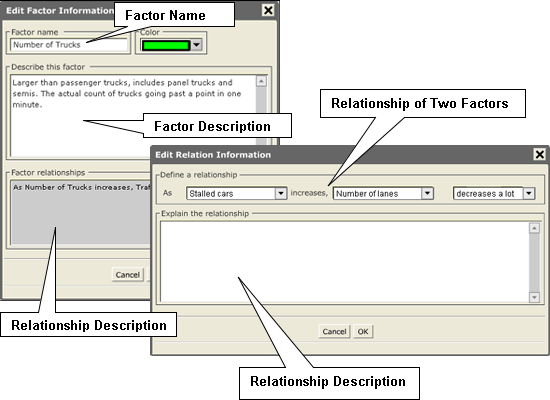 Edit Factor Information
Factor Name
Factor name
Number of Trucks
Color
Describe this factor
Larger than passenger trucks, includes panel trucks and
semis. The actual count of trucks going past a point in one
minute.
Factor Description
Relationship of Two Factors
Factor relationships
As Number of Trucks increases, Traf
Cancel
Relationship Description
Edit Relation Information
Define a relationship
As Stalled cars increases, Number of lanes decreases a lot
Explain the relationship
Cancel OK
Relationship Description